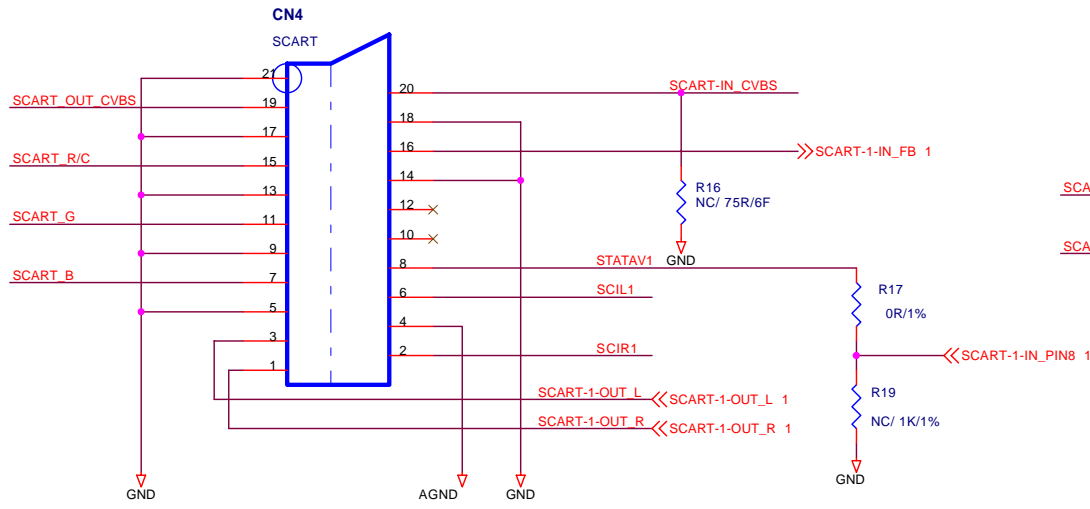 CN4
SCART
21
20
SCART-IN_CVBS
SCART_OUT_CVBS
19
18
17
16
SCART-1-IN_FB 1
SCART_R/C
15
14
R16
NC/ 75R/6F
13
12
SCART_G
11
10
9
GND
8
STATAV1
SCART_B
7
6
SCIL1
R17
0R/1%
5
4
3
2
SCIR1
SCART-1-IN_PIN8 1
1
SCART-1-OUT_L
SCART-1-OUT_L 1
R19
NC/ 1K/1%
SCART-1-OUT_R
SCART-1-OUT_R 1
GND
GND
AGND
GND
SCA
SCA